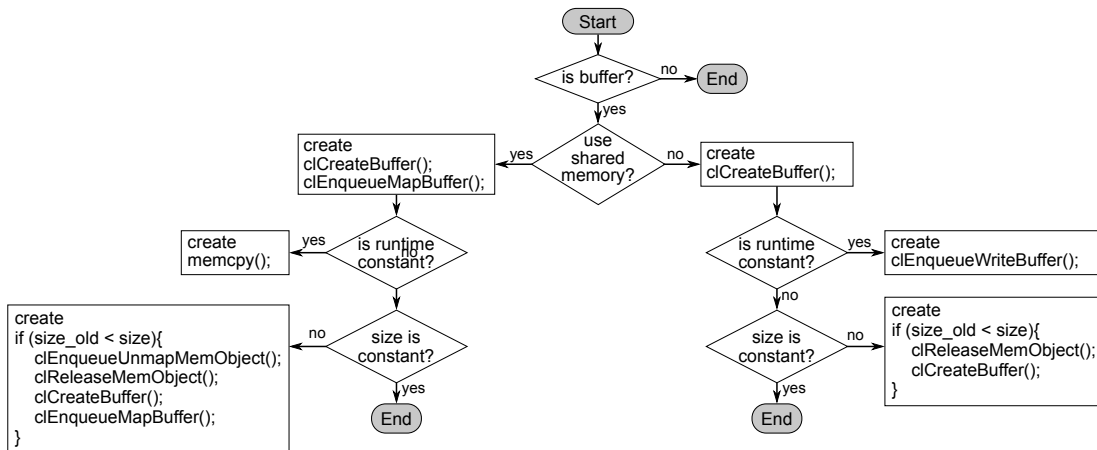 Start
is buffer?
no
End
yes
use
shared
memory?
yes
no
create
clCreateBuffer();
clEnqueueMapBuffer();
create
clCreateBuffer();
is runtime
constant?
no
yes
create
memcpy();
is runtime
constant?
yes
create
clEnqueueWriteBuffer();
no
size is
constant?
no
create
if (size_old < size){
clEnqueueUnmapMemObject();
clReleaseMemObject();
clCreateBuffer();
clEnqueueMapBuffer();
}
yes
End
size is
constant?
no
create
if (size_old < size){
clReleaseMemObject();
clCreateBuffer();
}
yes
End